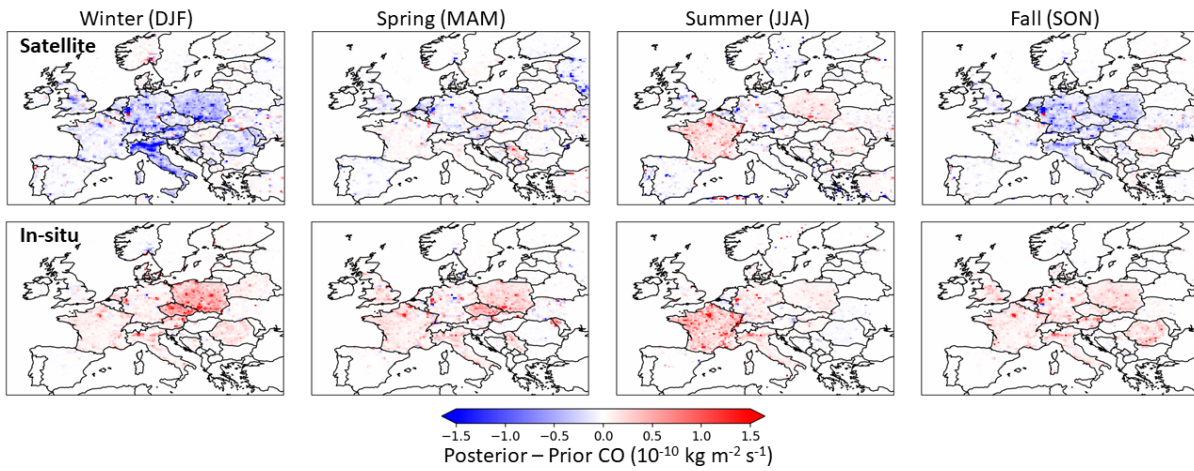 Winter (DJF) Spring (MAM) Summer (JJA) Fall (SON)
Satellite
In-situ
−1.5 −1.0 −0.5 0.0 0.5 1.0 1.5
Posterior – Prior CO (10⁻¹⁰ kg m⁻² s⁻¹)